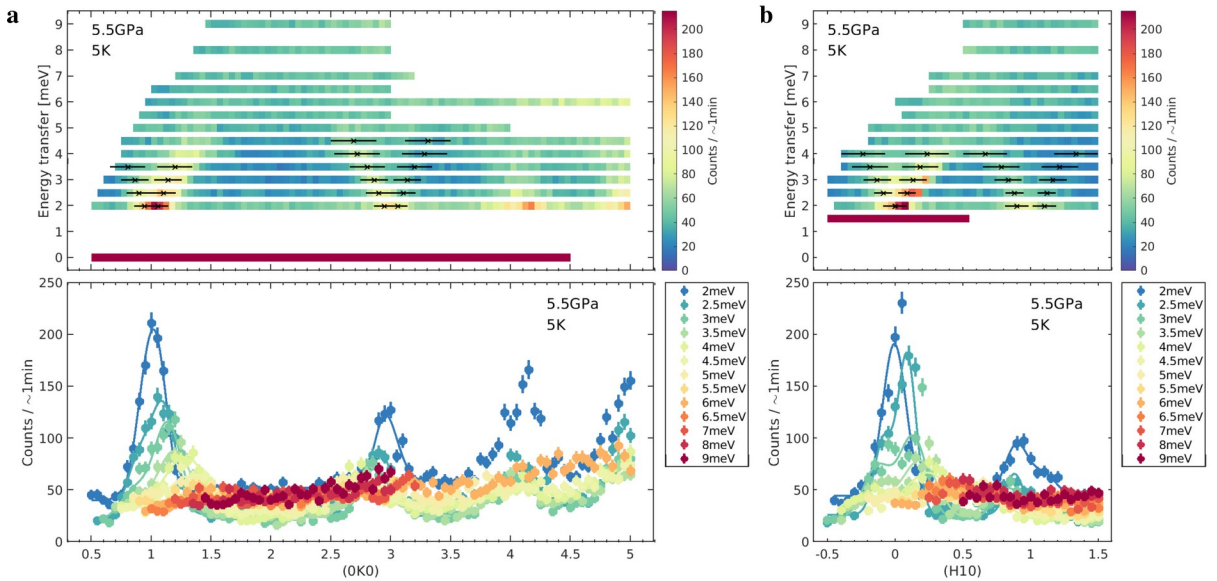 a
5.5GPa
5K
Energy transfer [meV]
9
8
7
6
5
4
3
2
1
0
200
180
160
140
120
100
80
60
40
20
0
Counts / ~1min
b
5.5GPa
5K
Energy transfer [meV]
9
8
7
6
5
4
3
2
1
0
200
180
160
140
120
100
80
60
40
20
0
Counts / ~1min
5.5GPa
5K
Counts / ~1min
250
200
150
100
50
0
0.5 1 1.5 2 2.5 3 3.5 4 4.5 5
(0K0)
2meV
2.5meV
3meV
3.5meV
4meV
4.5meV
5meV
5.5meV
6meV
6.5meV
7meV
8meV
9meV
5.5GPa
5K
Counts / ~1min
250
200
150
100
50
0
-0.5 0 0.5 1 1.5
(H10)
2meV
2.5meV
3meV
3.5meV
4meV
4.5meV
5meV
5.5meV
6meV
6.5meV
7meV
8meV
9meV